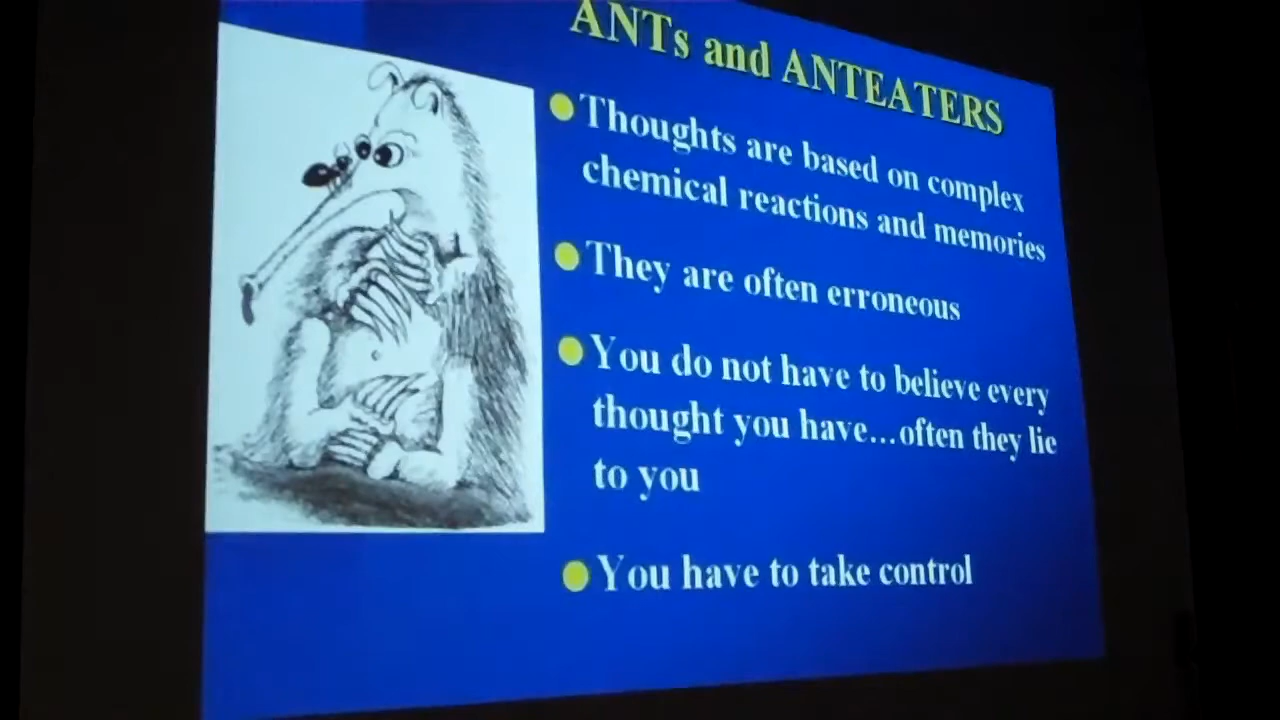 ANTs and ANTEATERS
Thoughts are based on complex
chemical reactions and memories
They are often erroneous
You do not have to believe every
thought you have...often they lie
to you
You have to take control